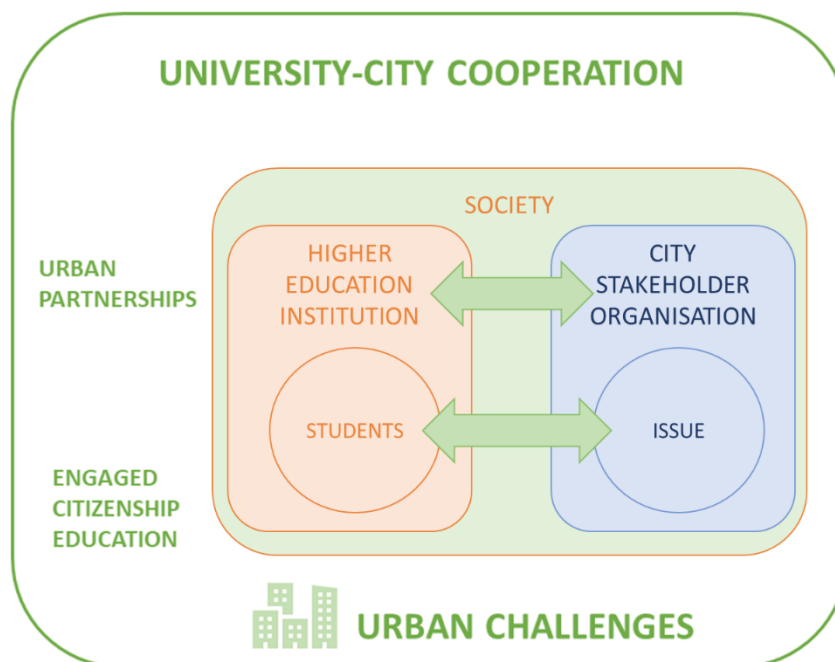 UNIVERSITY-CITY COOPERATION
SOCIETY
URBAN
PARTNERSHIPS
HIGHER
EDUCATION
INSTITUTION
CITY
STAKEHOLDER
ORGANISATION
STUDENTS
ISSUE
ENGAGED
CITIZENSHIP
EDUCATION
URBAN CHALLENGES